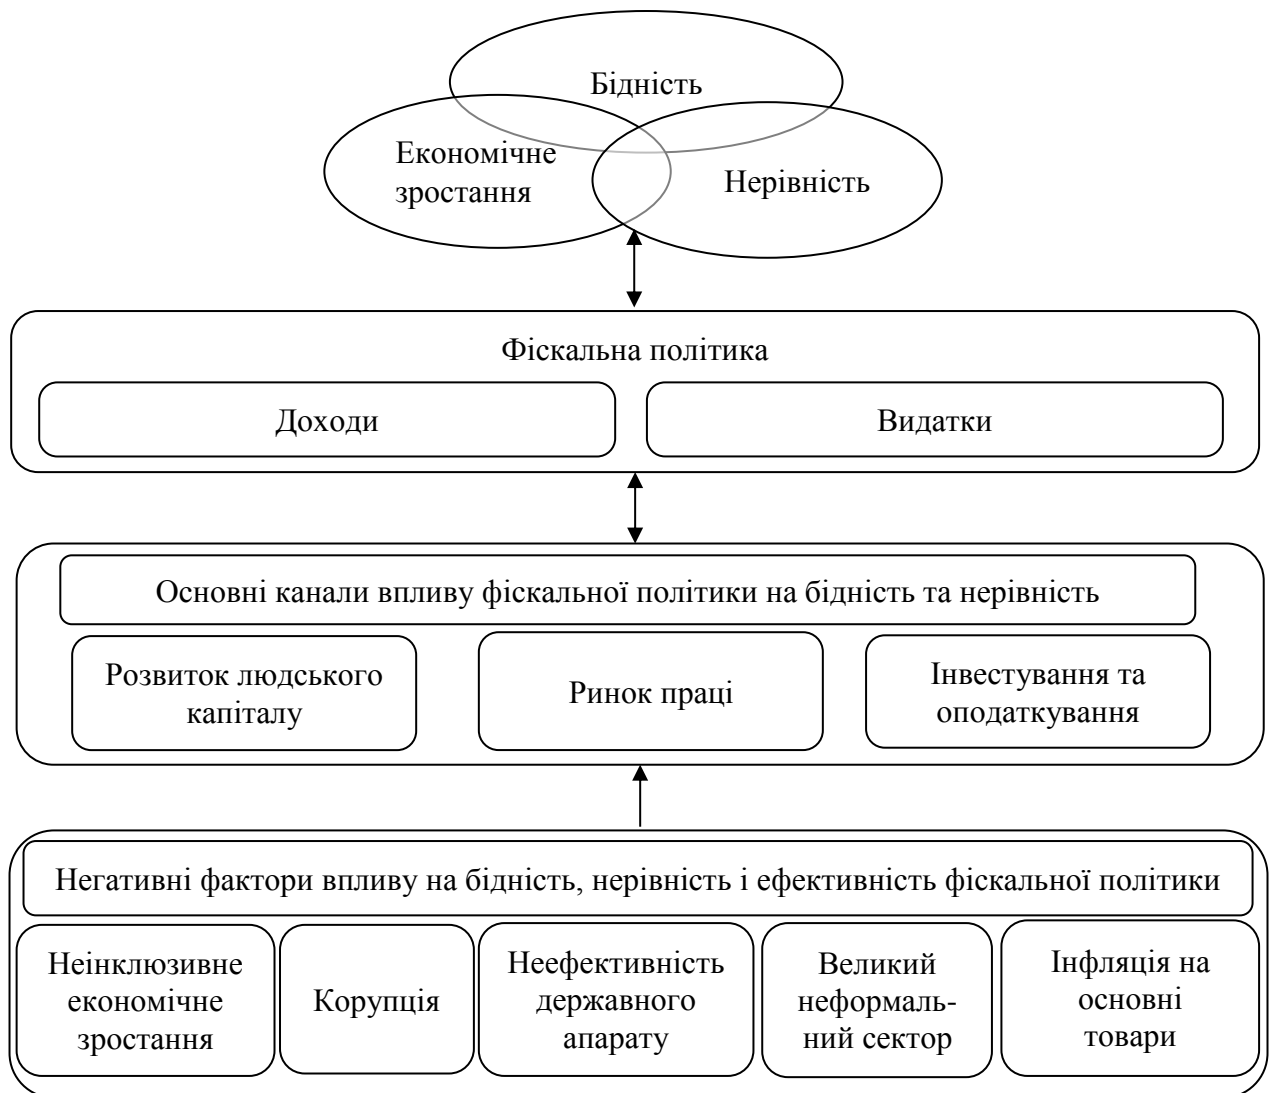 Бідність
Економічне
зростання
Нерівність
Фіскальна політика
Доходи
Видатки
Основні канали впливу фіскальної політики на бідність та нерівність
Розвиток людського
капіталу
Ринок праці
Інвестування та
оподаткування
Негативні фактори впливу на бідність, нерівність і ефективність фіскальної політики
Неінклюзивне
економічне
зростання
Корупція
Неефективність
державного
апарату
Великий
неформаль-
ний сектор
Інфляція на
основні
товари